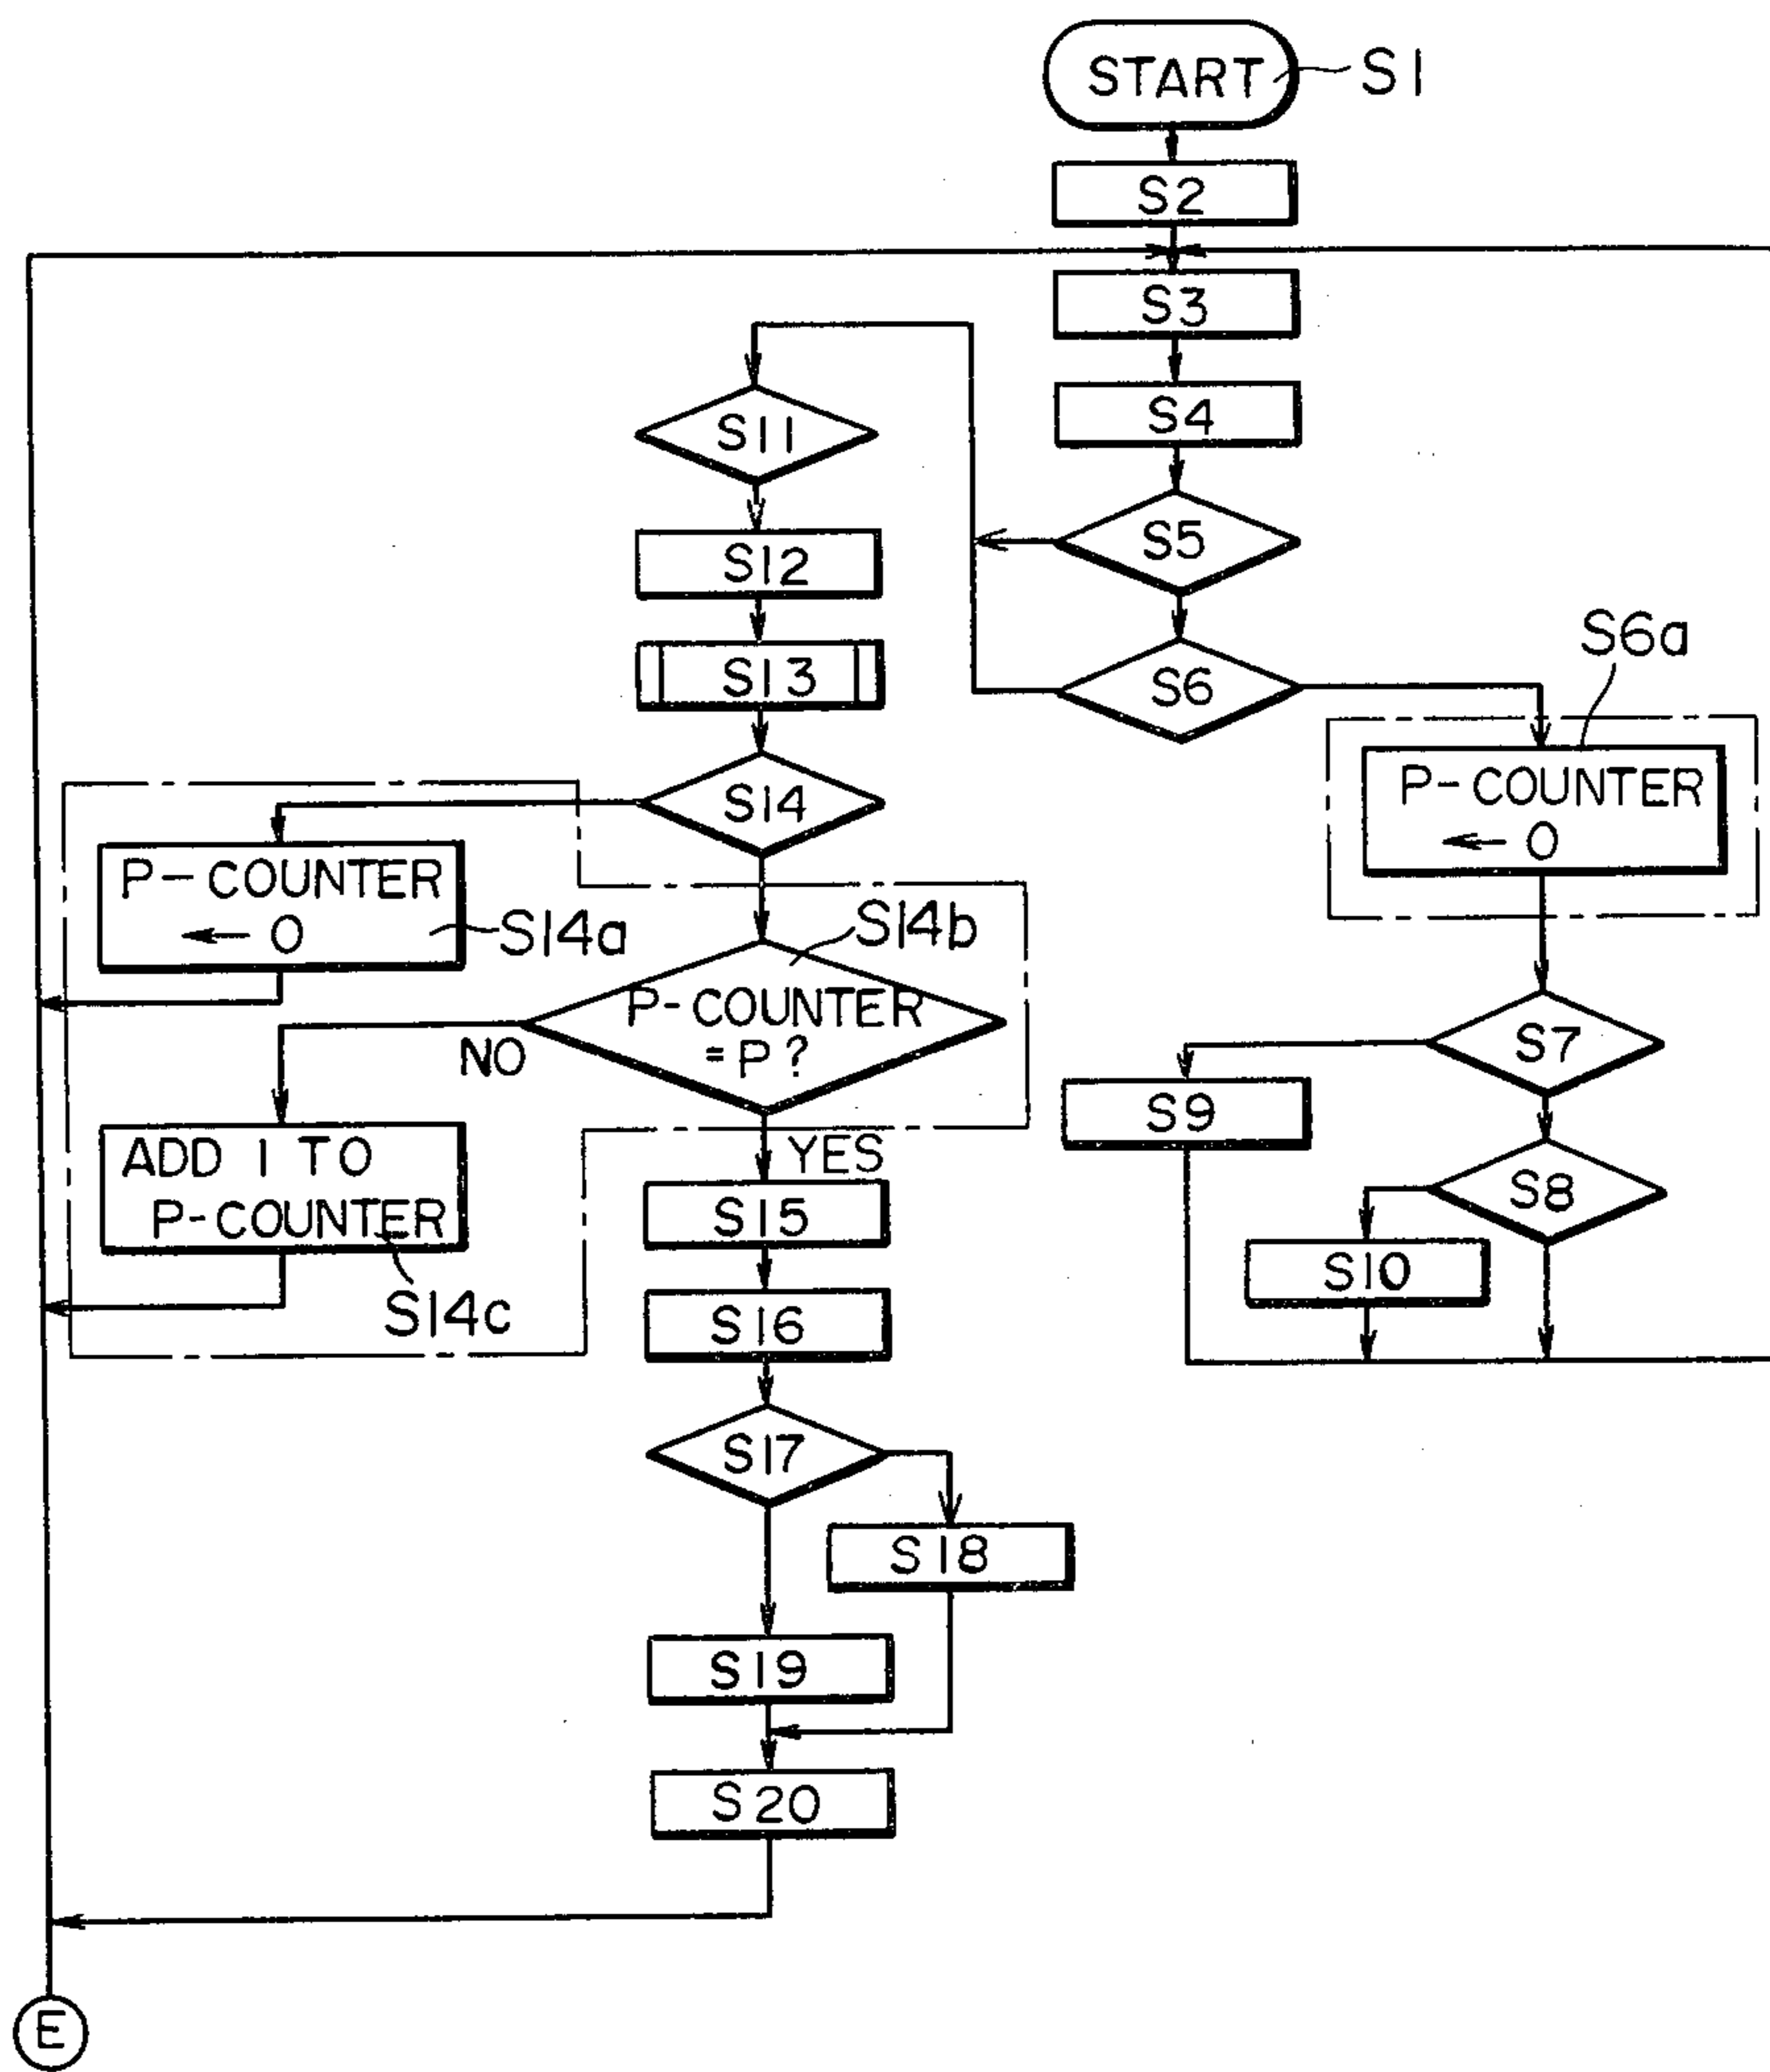 START
S1
S2
S3
S4
S11
S5
S12
S6a
S13
S6
S14
P-COUNTER
← 0
P-COUNTER
← 0
S14a
S14b
P-COUNTER
= P ?
NO
S7
S9
ADD 1 TO
P-COUNTER
YES
S8
S15
S10
S14c
S16
S17
S18
S19
S20
E